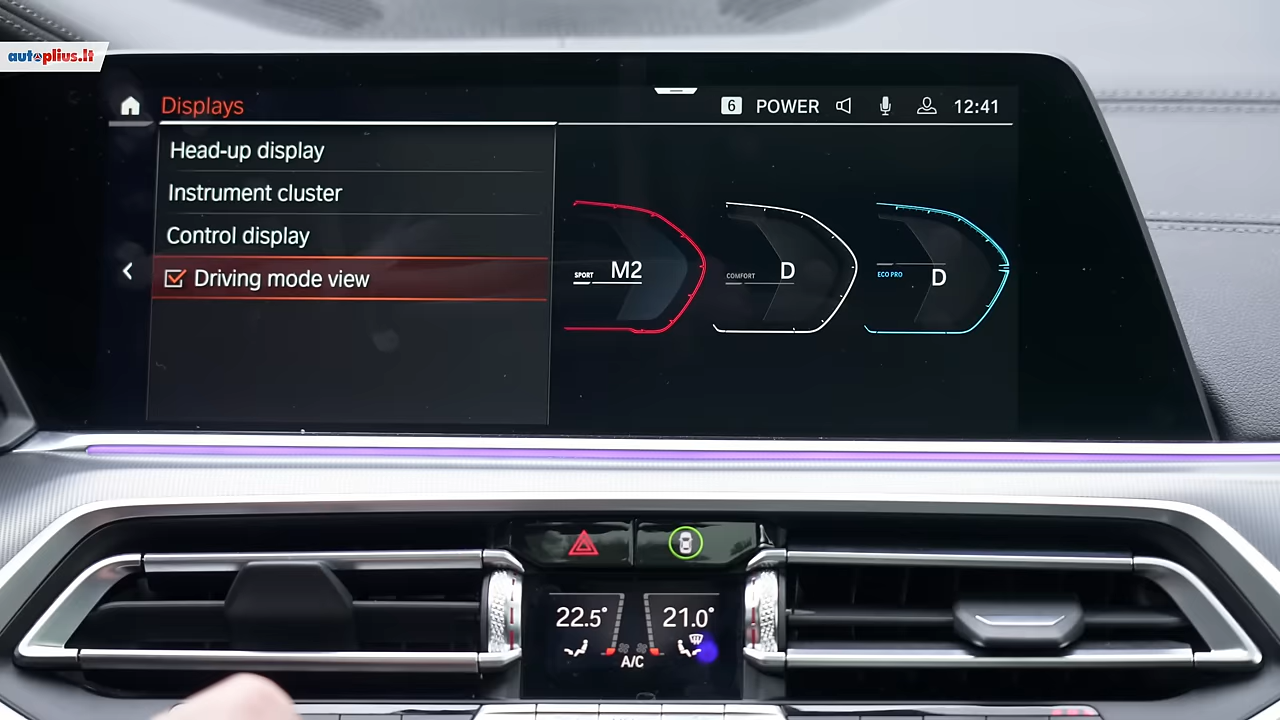 autoplius.lt
Displays
6 POWER 12:41
Head-up display
Instrument cluster
Control display
Driving mode view
SPORT M2
COMFORT D
ECO PRO D
22.5° 21.0°
A/C